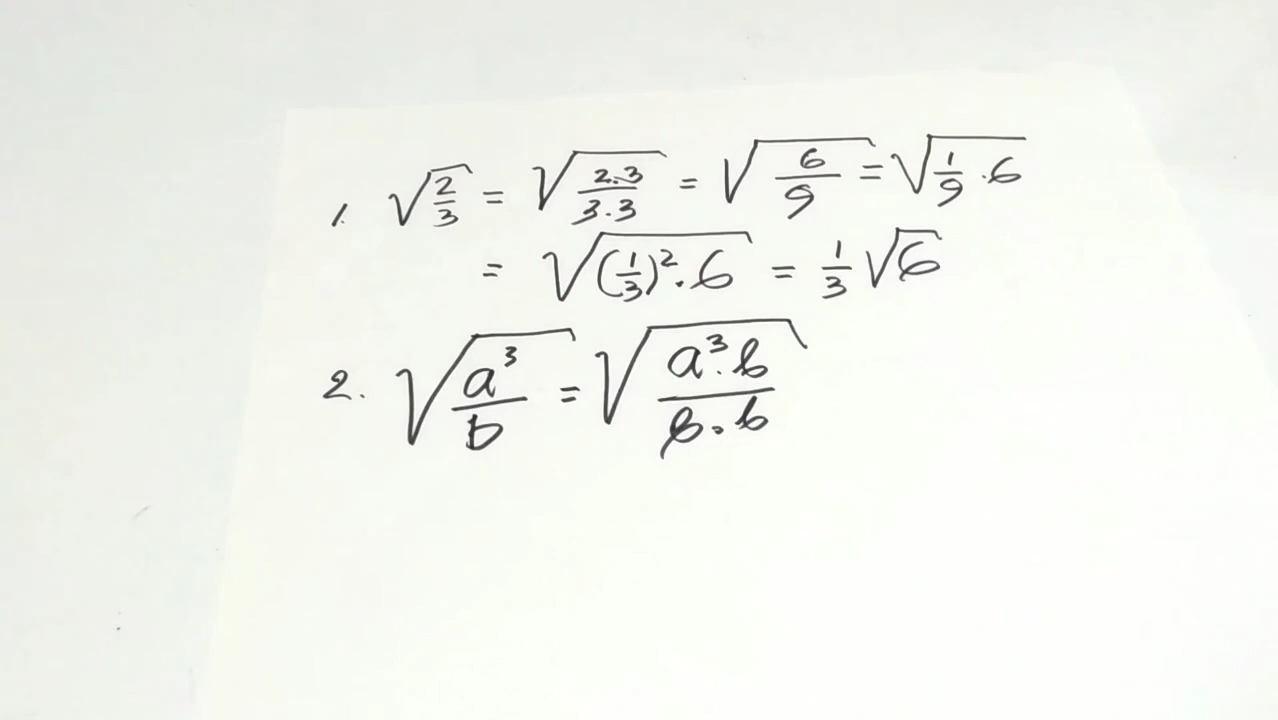 1. √(2/3) = √(2.3/3.3) = √(6/9) = √(1/9 . 6)
= √((1/3)² . 6) = 1/3 √6
2. √(a³/b) = √(a³.b/b.b)